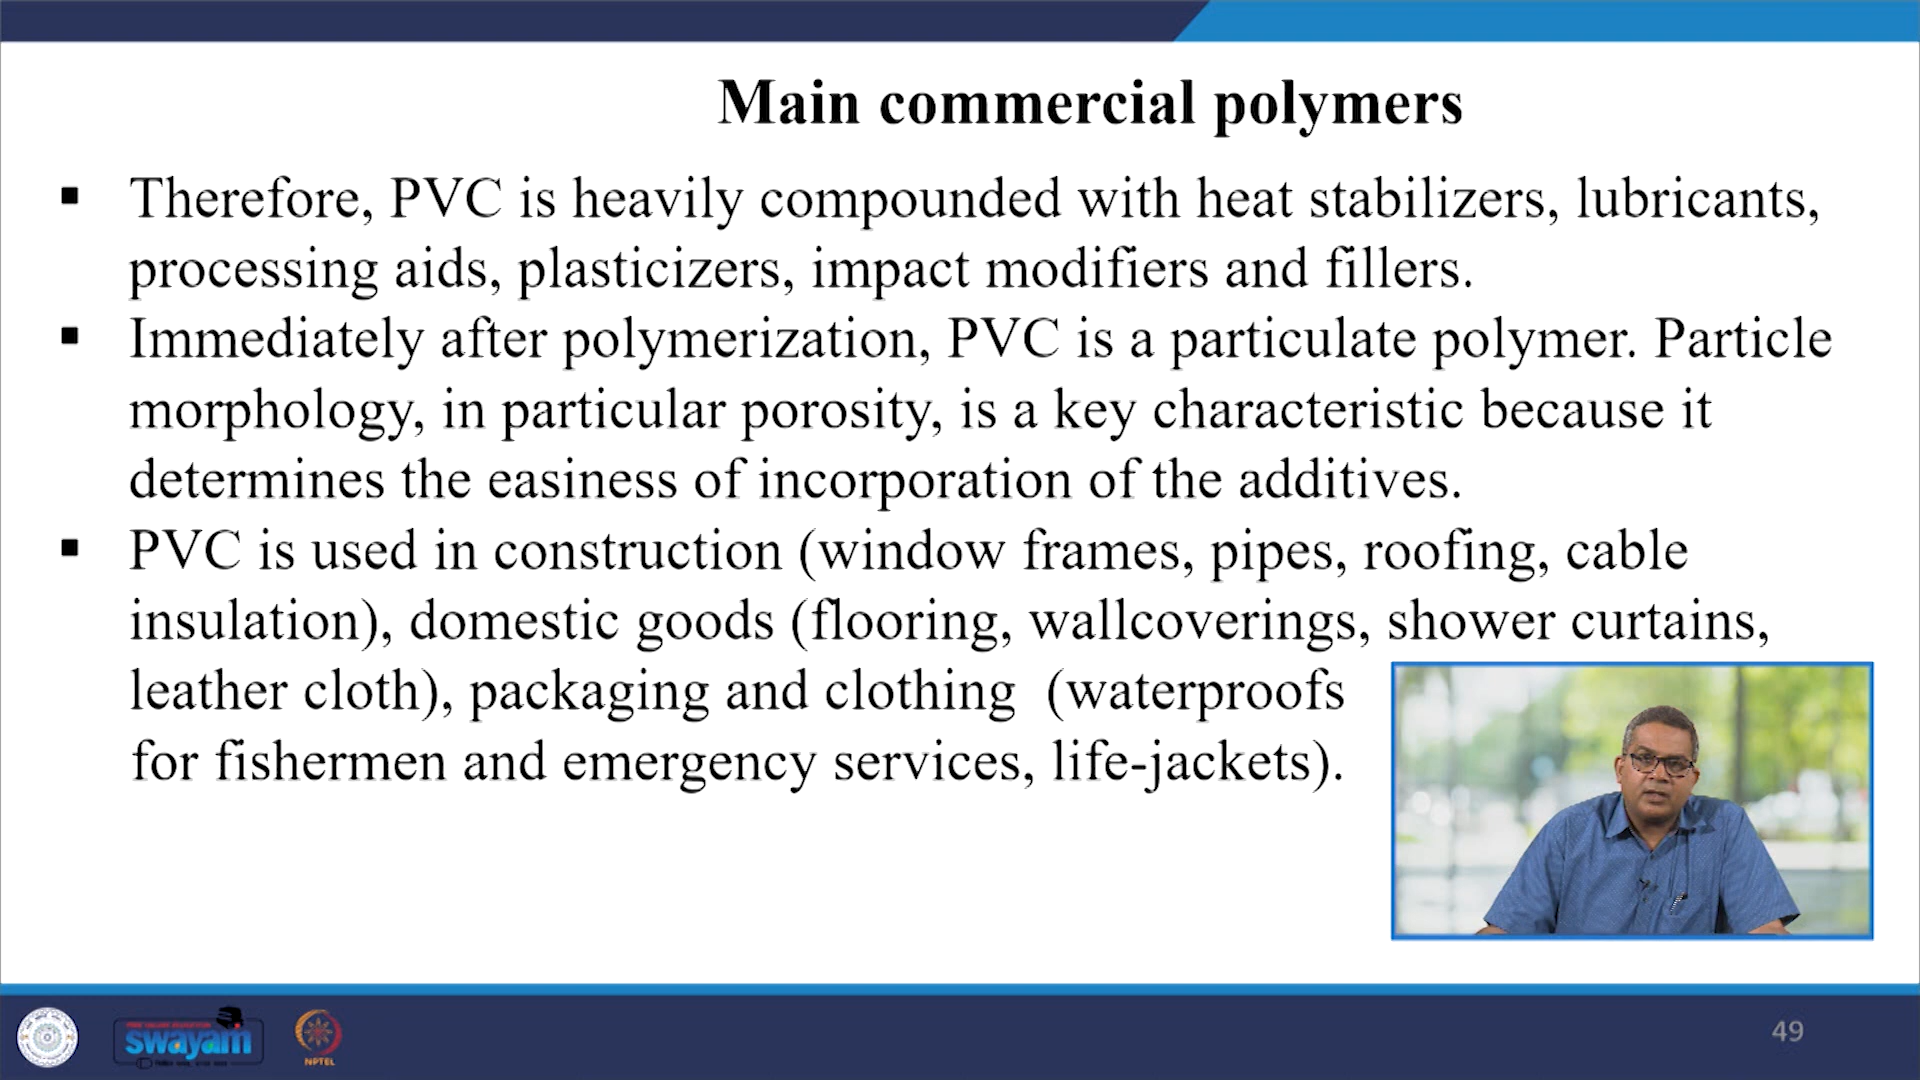 Main commercial polymers
▪ Therefore, PVC is heavily compounded with heat stabilizers, lubricants,
processing aids, plasticizers, impact modifiers and fillers.
▪ Immediately after polymerization, PVC is a particulate polymer. Particle
morphology, in particular porosity, is a key characteristic because it
determines the easiness of incorporation of the additives.
▪ PVC is used in construction (window frames, pipes, roofing, cable
insulation), domestic goods (flooring, wallcoverings, shower curtains,
leather cloth), packaging and clothing (waterproofs
for fishermen and emergency services, life-jackets).
swayam
NPTEL
49